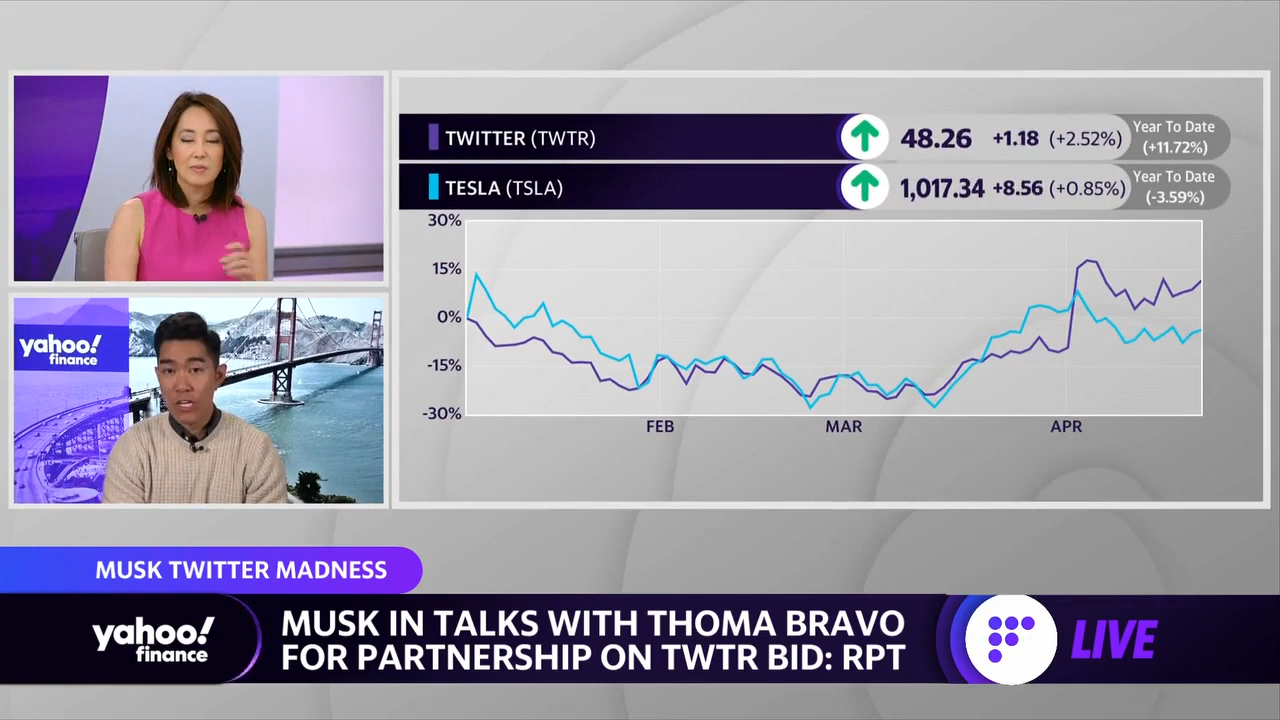 TWITTER (TWTR) 48.26 +1.18 (+2.52%) Year To Date
(+11.72%)
TESLA (TSLA) 1,017.34 +8.56 (+0.85%) Year To Date
(-3.59%)
30%
15%
0%
-15%
-30%
FEB MAR APR
yahoo!
finance
MUSK TWITTER MADNESS
yahoo!
finance
MUSK IN TALKS WITH THOMA BRAVO
FOR PARTNERSHIP ON TWTR BID: RPT
LIVE